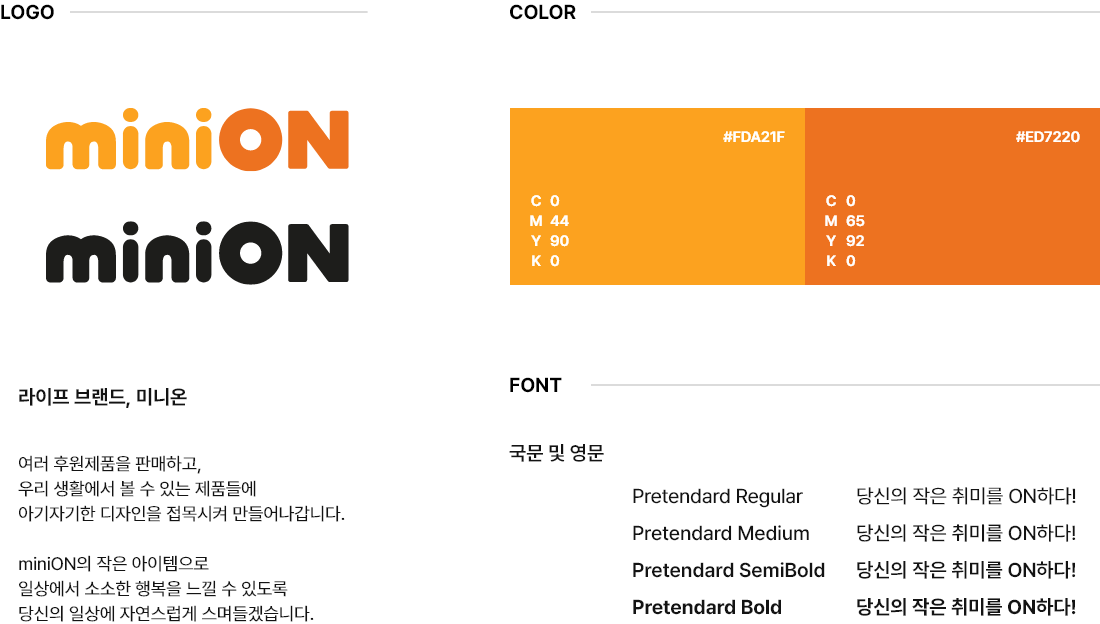 LOGO
miniON
miniON
라이프 브랜드, 미니온
여러 후원제품을 판매하고,
우리 생활에서 볼 수 있는 제품들에
아기자기한 디자인을 접목시켜 만들어나갑니다.
miniON의 작은 아이템으로
일상에서 소소한 행복을 느낄 수 있도록
당신의 일상에 자연스럽게 스며들겠습니다.
COLOR
#FDA21F
C 0
M 44
Y 90
K 0
#ED7220
C 0
M 65
Y 92
K 0
FONT
국문 및 영문
Pretendard Regular 당신의 작은 취미를 ON하다!
Pretendard Medium 당신의 작은 취미를 ON하다!
Pretendard SemiBold 당신의 작은 취미를 ON하다!
Pretendard Bold 당신의 작은 취미를 ON하다!